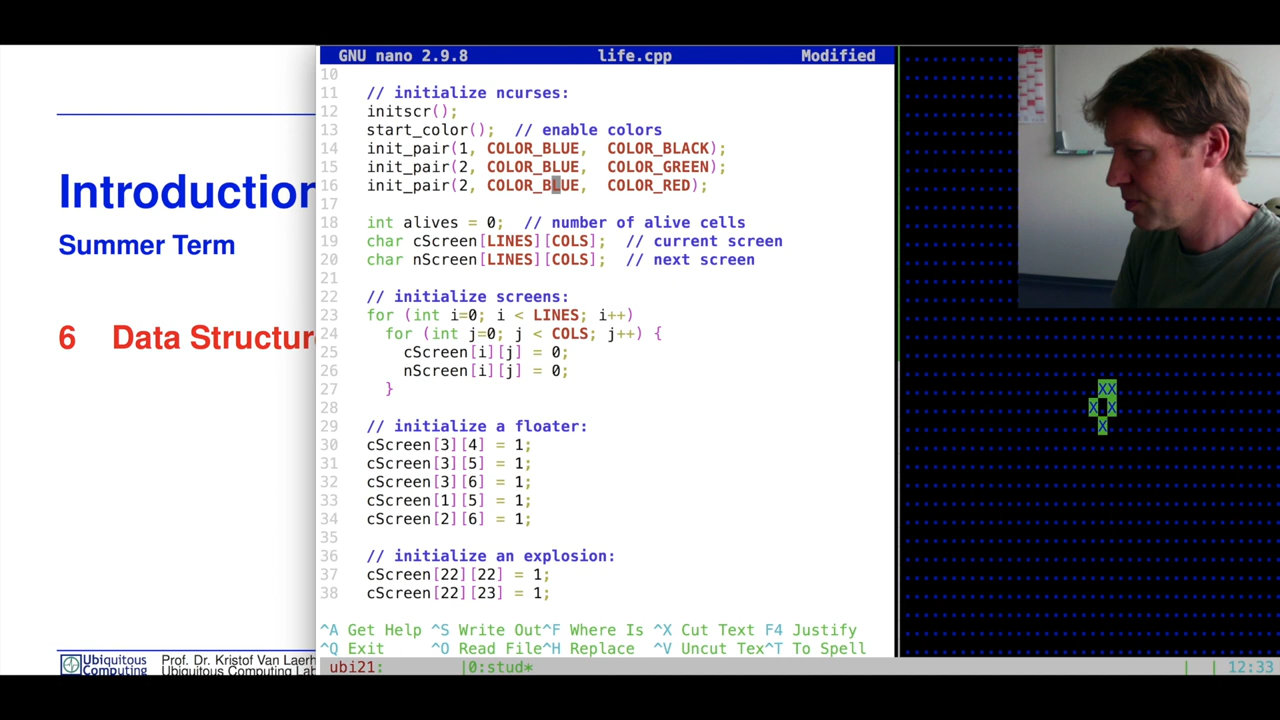 Introduction
Summer Term
6 Data Structure
Ubiquitous
Computing
Prof. Dr. Kristof Van Laerh
Ubiquitous Computing Lab
GNU nano 2.9.8 life.cpp Modified
10
11 // initialize ncurses:
12 initscr();
13 start_color(); // enable colors
14 init_pair(1, COLOR_BLUE, COLOR_BLACK);
15 init_pair(2, COLOR_BLUE, COLOR_GREEN);
16 init_pair(2, COLOR_BLUE, COLOR_RED);
17
18 int alives = 0; // number of alive cells
19 char cScreen[LINES][COLS]; // current screen
20 char nScreen[LINES][COLS]; // next screen
21
22 // initialize screens:
23 for (int i=0; i < LINES; i++)
24 for (int j=0; j < COLS; j++) {
25 cScreen[i][j] = 0;
26 nScreen[i][j] = 0;
27 }
28
29 // initialize a floater:
30 cScreen[3][4] = 1;
31 cScreen[3][5] = 1;
32 cScreen[3][6] = 1;
33 cScreen[1][5] = 1;
34 cScreen[2][6] = 1;
35
36 // initialize an explosion:
37 cScreen[22][22] = 1;
38 cScreen[22][23] = 1;
^A Get Help ^S Write Out^F Where Is ^X Cut Text F4 Justify
^Q Exit ^O Read File^H Replace ^V Uncut Tex^T To Spell
ubi21: |0:stud* | | 12:33
XX
X X
X